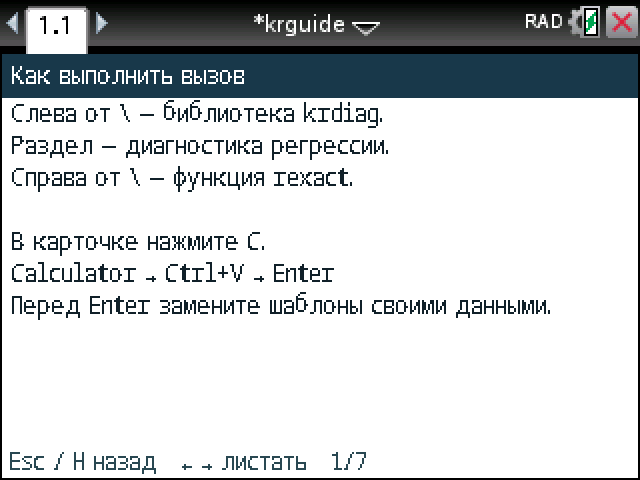 1.1 *krguide RAD
Как выполнить вызов
Слева от \ — библиотека krdiag.
Раздел — диагностика регрессии.
Справа от \ — функция rexact.
В карточке нажмите C.
Calculator → Ctrl+V → Enter
Перед Enter замените шаблоны своими данными.
Esc / H назад ← → листать 1/7